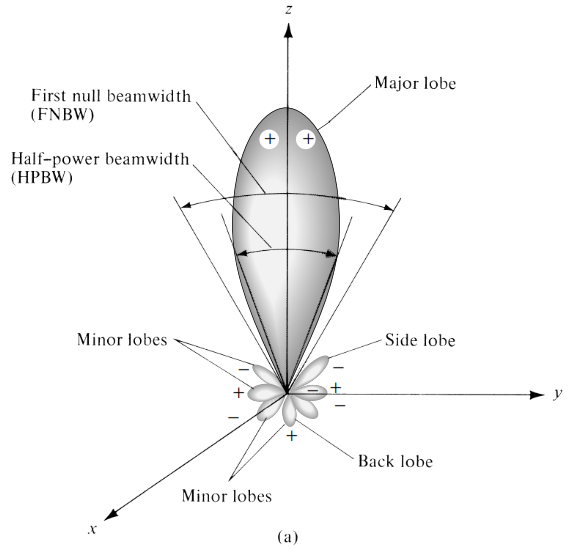 z
Major lobe
First null beamwidth
(FNBW)
+ +
Half-power beamwidth
(HPBW)
Minor lobes
Side lobe
− −
+ − +
− −
y
+
Back lobe
Minor lobes
x
(a)